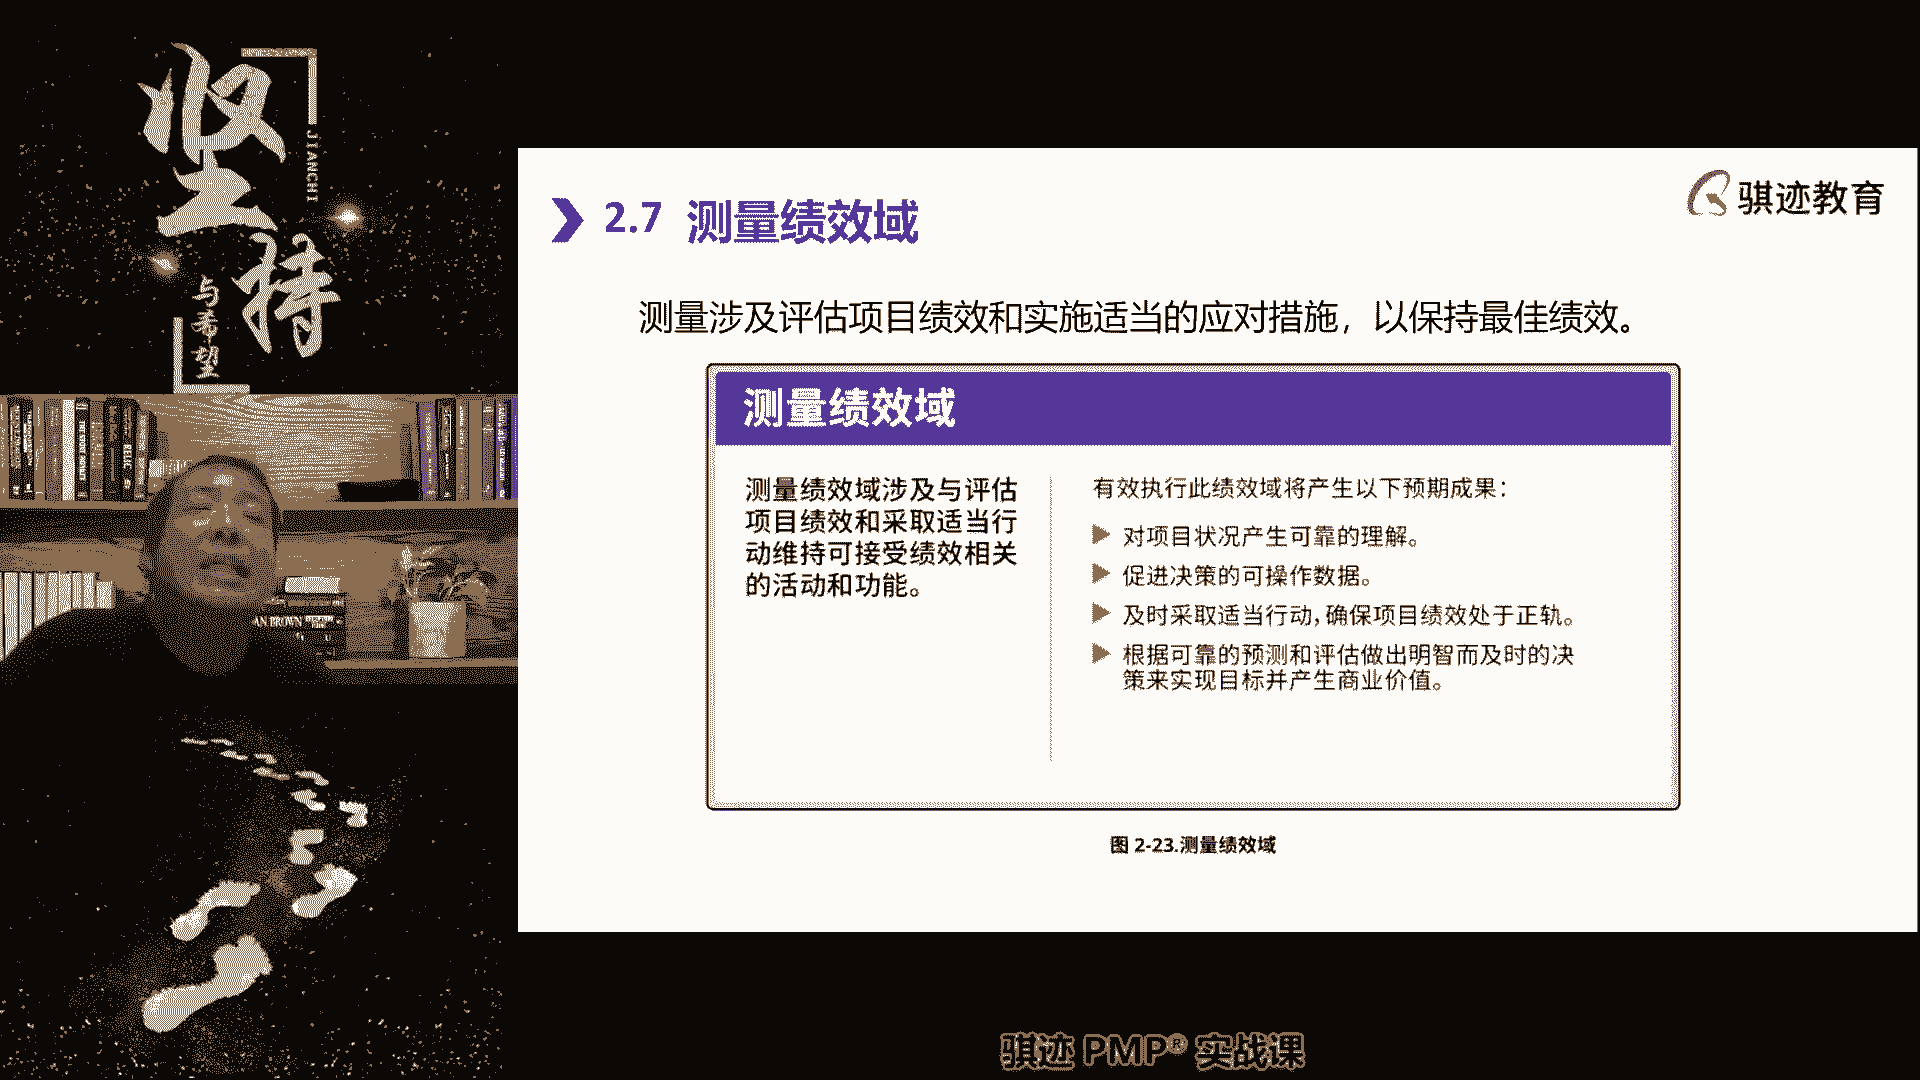 坚持
JIANCHI
与希望
AN BROWN
骐迹教育
2.7 测量绩效域
测量涉及评估项目绩效和实施适当的应对措施，以保持最佳绩效。
测量绩效域
测量绩效域涉及与评估
项目绩效和采取适当行
动维持可接受绩效相关
的活动和功能。
有效执行此绩效域将产生以下预期成果：
对项目状况产生可靠的理解。
促进决策的可操作数据。
及时采取适当行动，确保项目绩效处于正轨。
根据可靠的预测和评估做出明智而及时的决
策来实现目标并产生商业价值。
图 2-23.测量绩效域
骐迹 PMP® 实战课